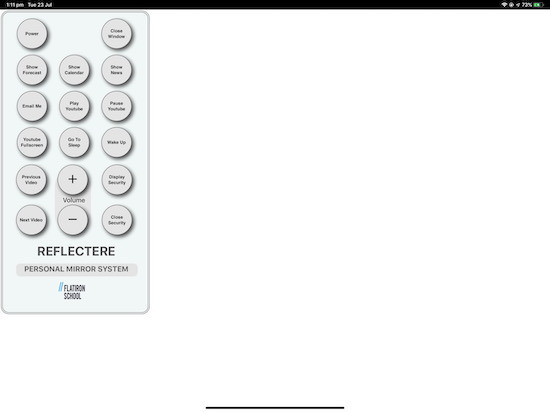 1:11 pm Tue 23 Jul
73%
Power
Close
Window
Show
Forecast
Show
Calendar
Show
News
Email Me
Play
Youtube
Pause
Youtube
Youtube
Fullscreen
Go To
Sleep
Wake Up
Previous
Video
+
Display
Security
Volume
Next Video
−
Close
Security
REFLECTERE
PERSONAL MIRROR SYSTEM
// FLATIRON
SCHOOL